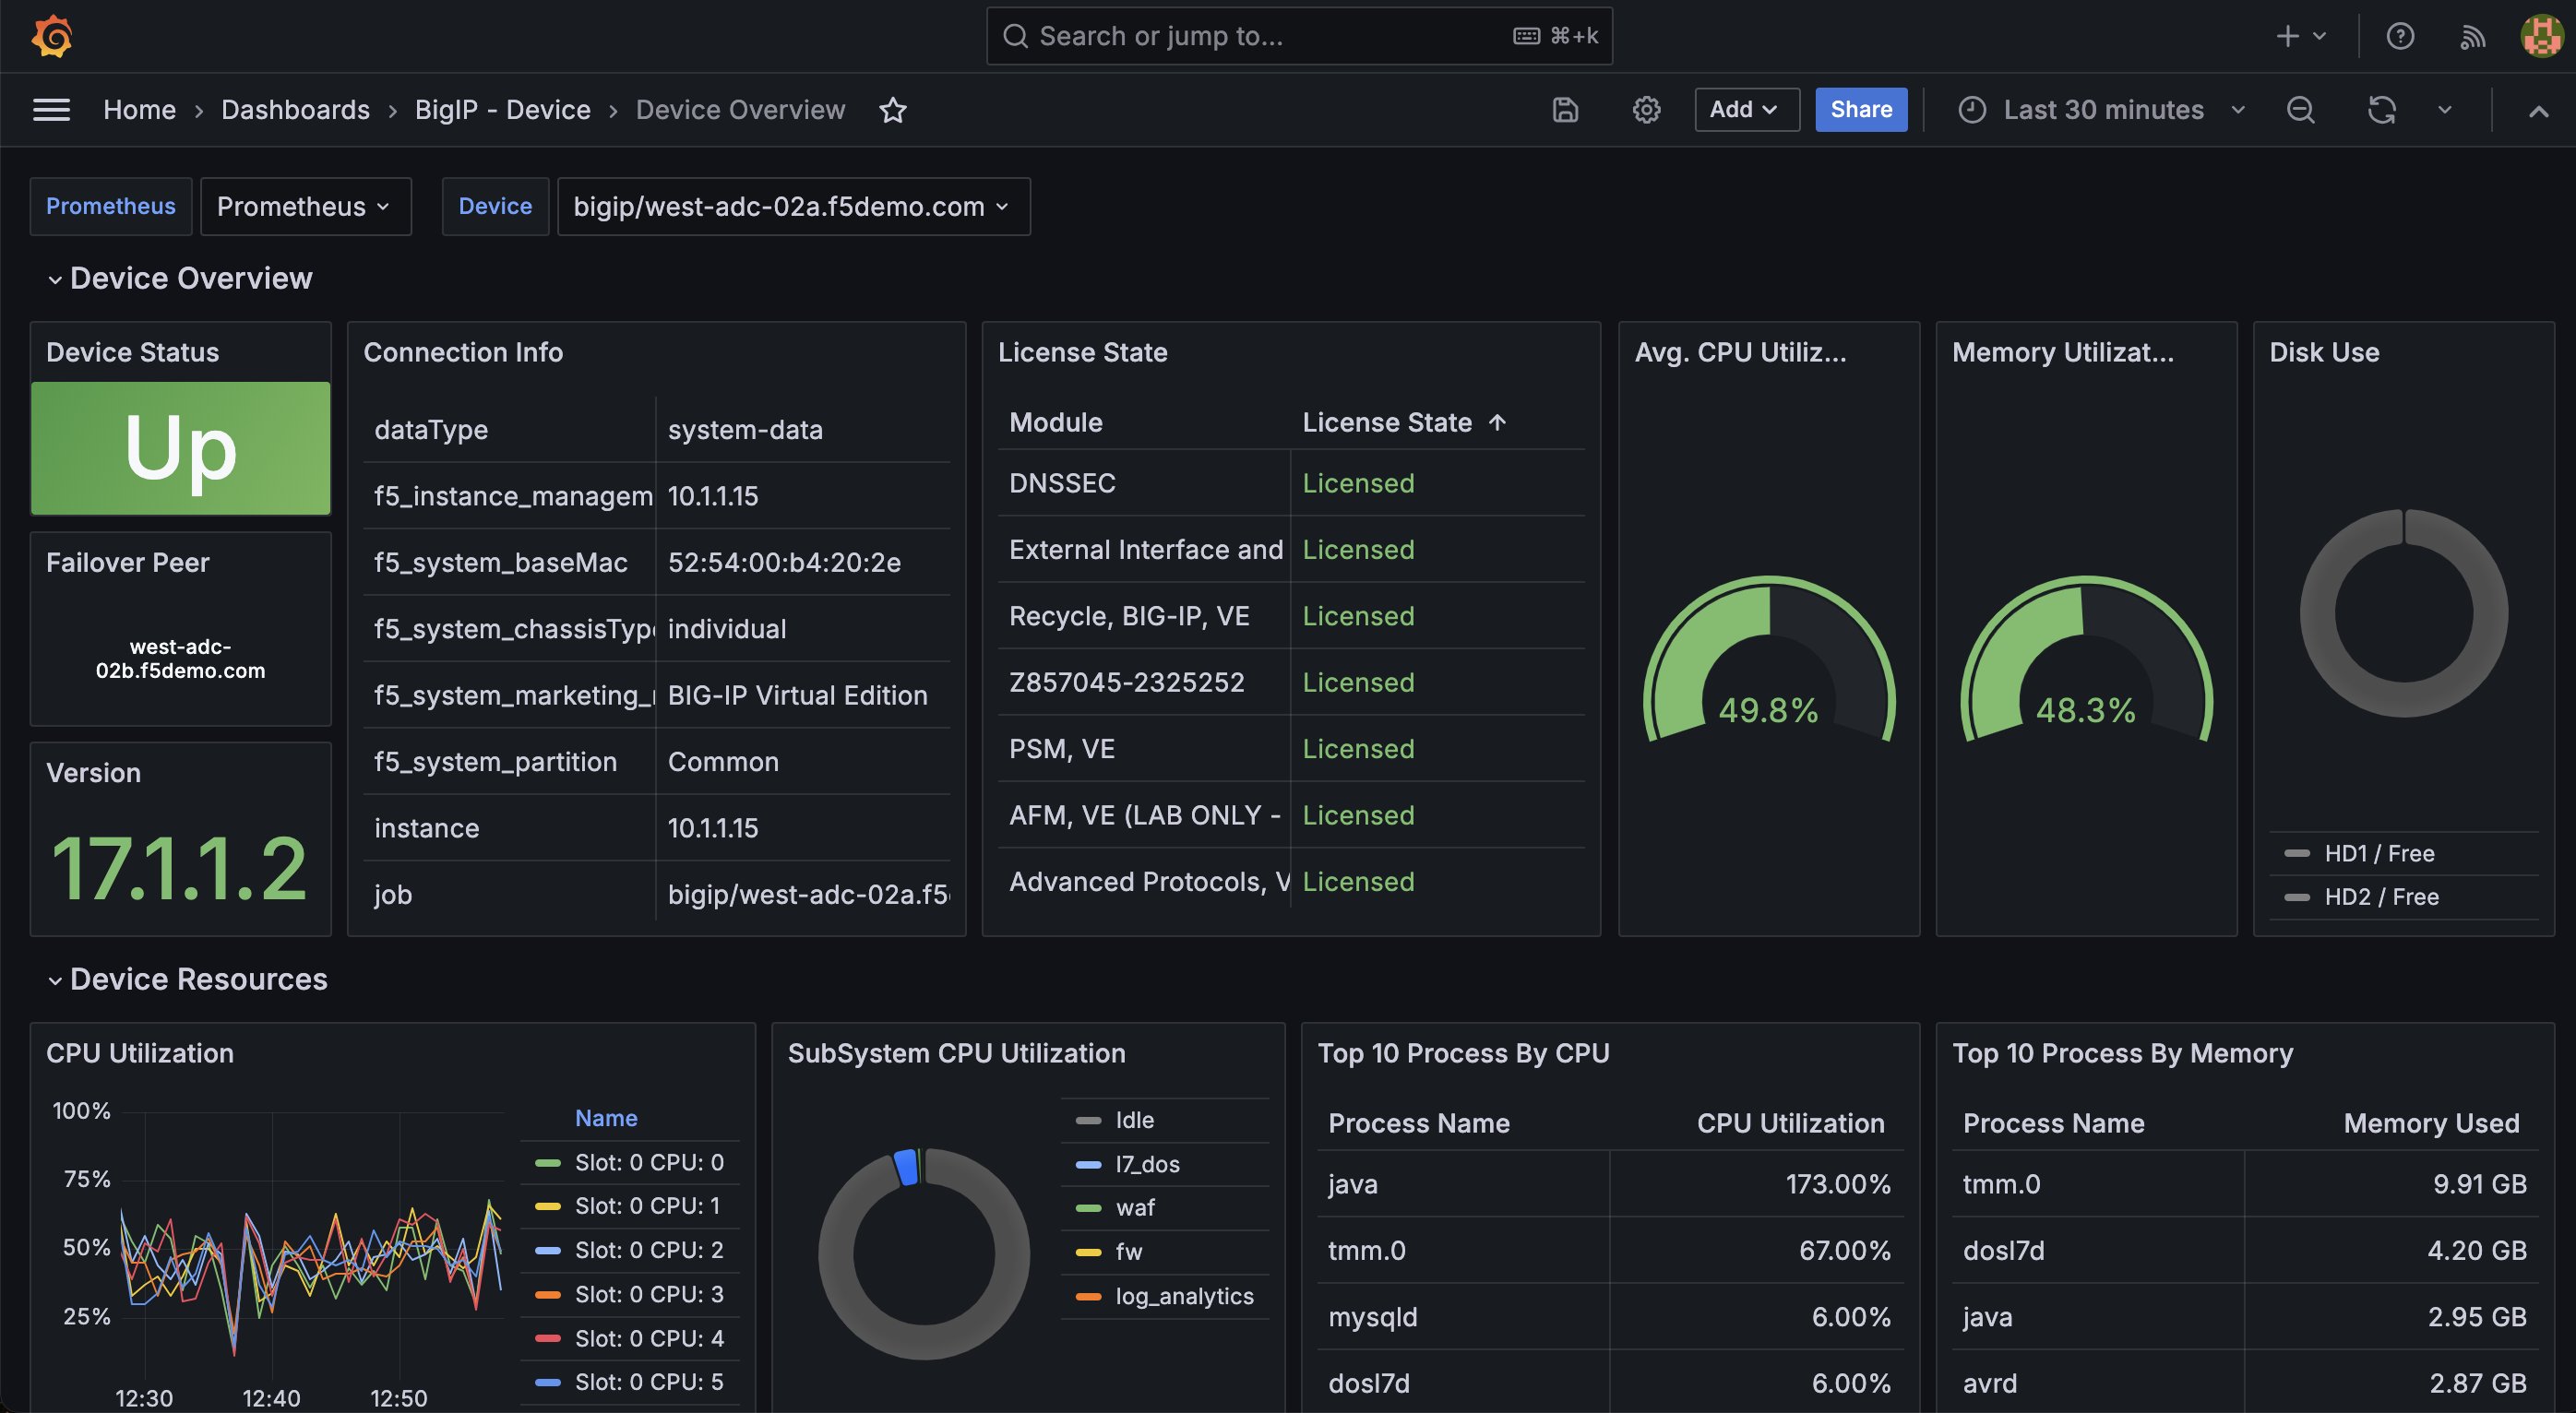 Search or jump to... ⌘+k
Home › Dashboards › BigIP - Device › Device Overview
Add
Share
Last 30 minutes
Prometheus
Prometheus
Device
bigip/west-adc-02a.f5demo.com
Device Overview
Device Status
Up
Failover Peer
west-adc-
02b.f5demo.com
Version
17.1.1.2
Connection Info
dataType system-data
f5_instance_managem 10.1.1.15
f5_system_baseMac 52:54:00:b4:20:2e
f5_system_chassisType individual
f5_system_marketing_ BIG-IP Virtual Edition
f5_system_partition Common
instance 10.1.1.15
job bigip/west-adc-02a.f5
License State
Module License State ↑
DNSSEC Licensed
External Interface and Licensed
Recycle, BIG-IP, VE Licensed
Z857045-2325252 Licensed
PSM, VE Licensed
AFM, VE (LAB ONLY - Licensed
Advanced Protocols, V Licensed
Avg. CPU Utiliz...
49.8%
Memory Utilizat...
48.3%
Disk Use
HD1 / Free
HD2 / Free
Device Resources
CPU Utilization
100%
75%
50%
25%
12:30 12:40 12:50
Name
Slot: 0 CPU: 0
Slot: 0 CPU: 1
Slot: 0 CPU: 2
Slot: 0 CPU: 3
Slot: 0 CPU: 4
Slot: 0 CPU: 5
SubSystem CPU Utilization
Idle
l7_dos
waf
fw
log_analytics
Top 10 Process By CPU
Process Name CPU Utilization
java 173.00%
tmm.0 67.00%
mysqld 6.00%
dosl7d 6.00%
Top 10 Process By Memory
Process Name Memory Used
tmm.0 9.91 GB
dosl7d 4.20 GB
java 2.95 GB
avrd 2.87 GB